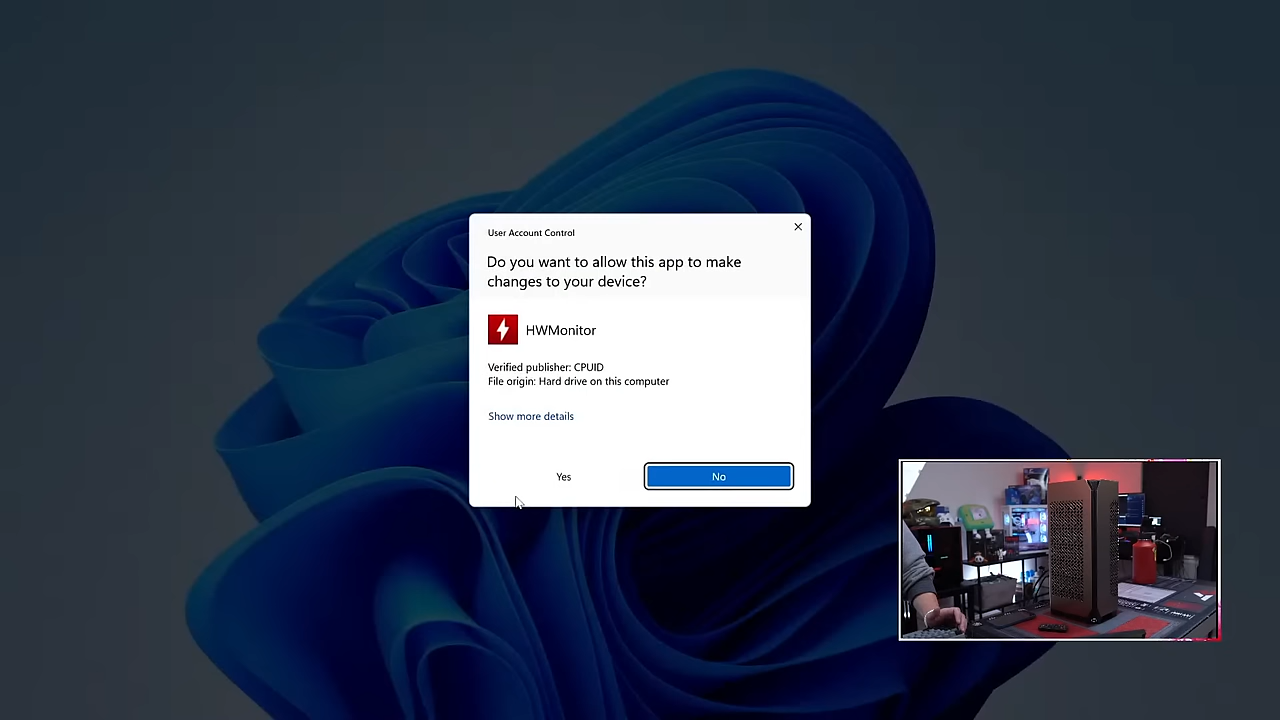 User Account Control
Do you want to allow this app to make
changes to your device?
HWMonitor
Verified publisher: CPUID
File origin: Hard drive on this computer
Show more details
Yes
No